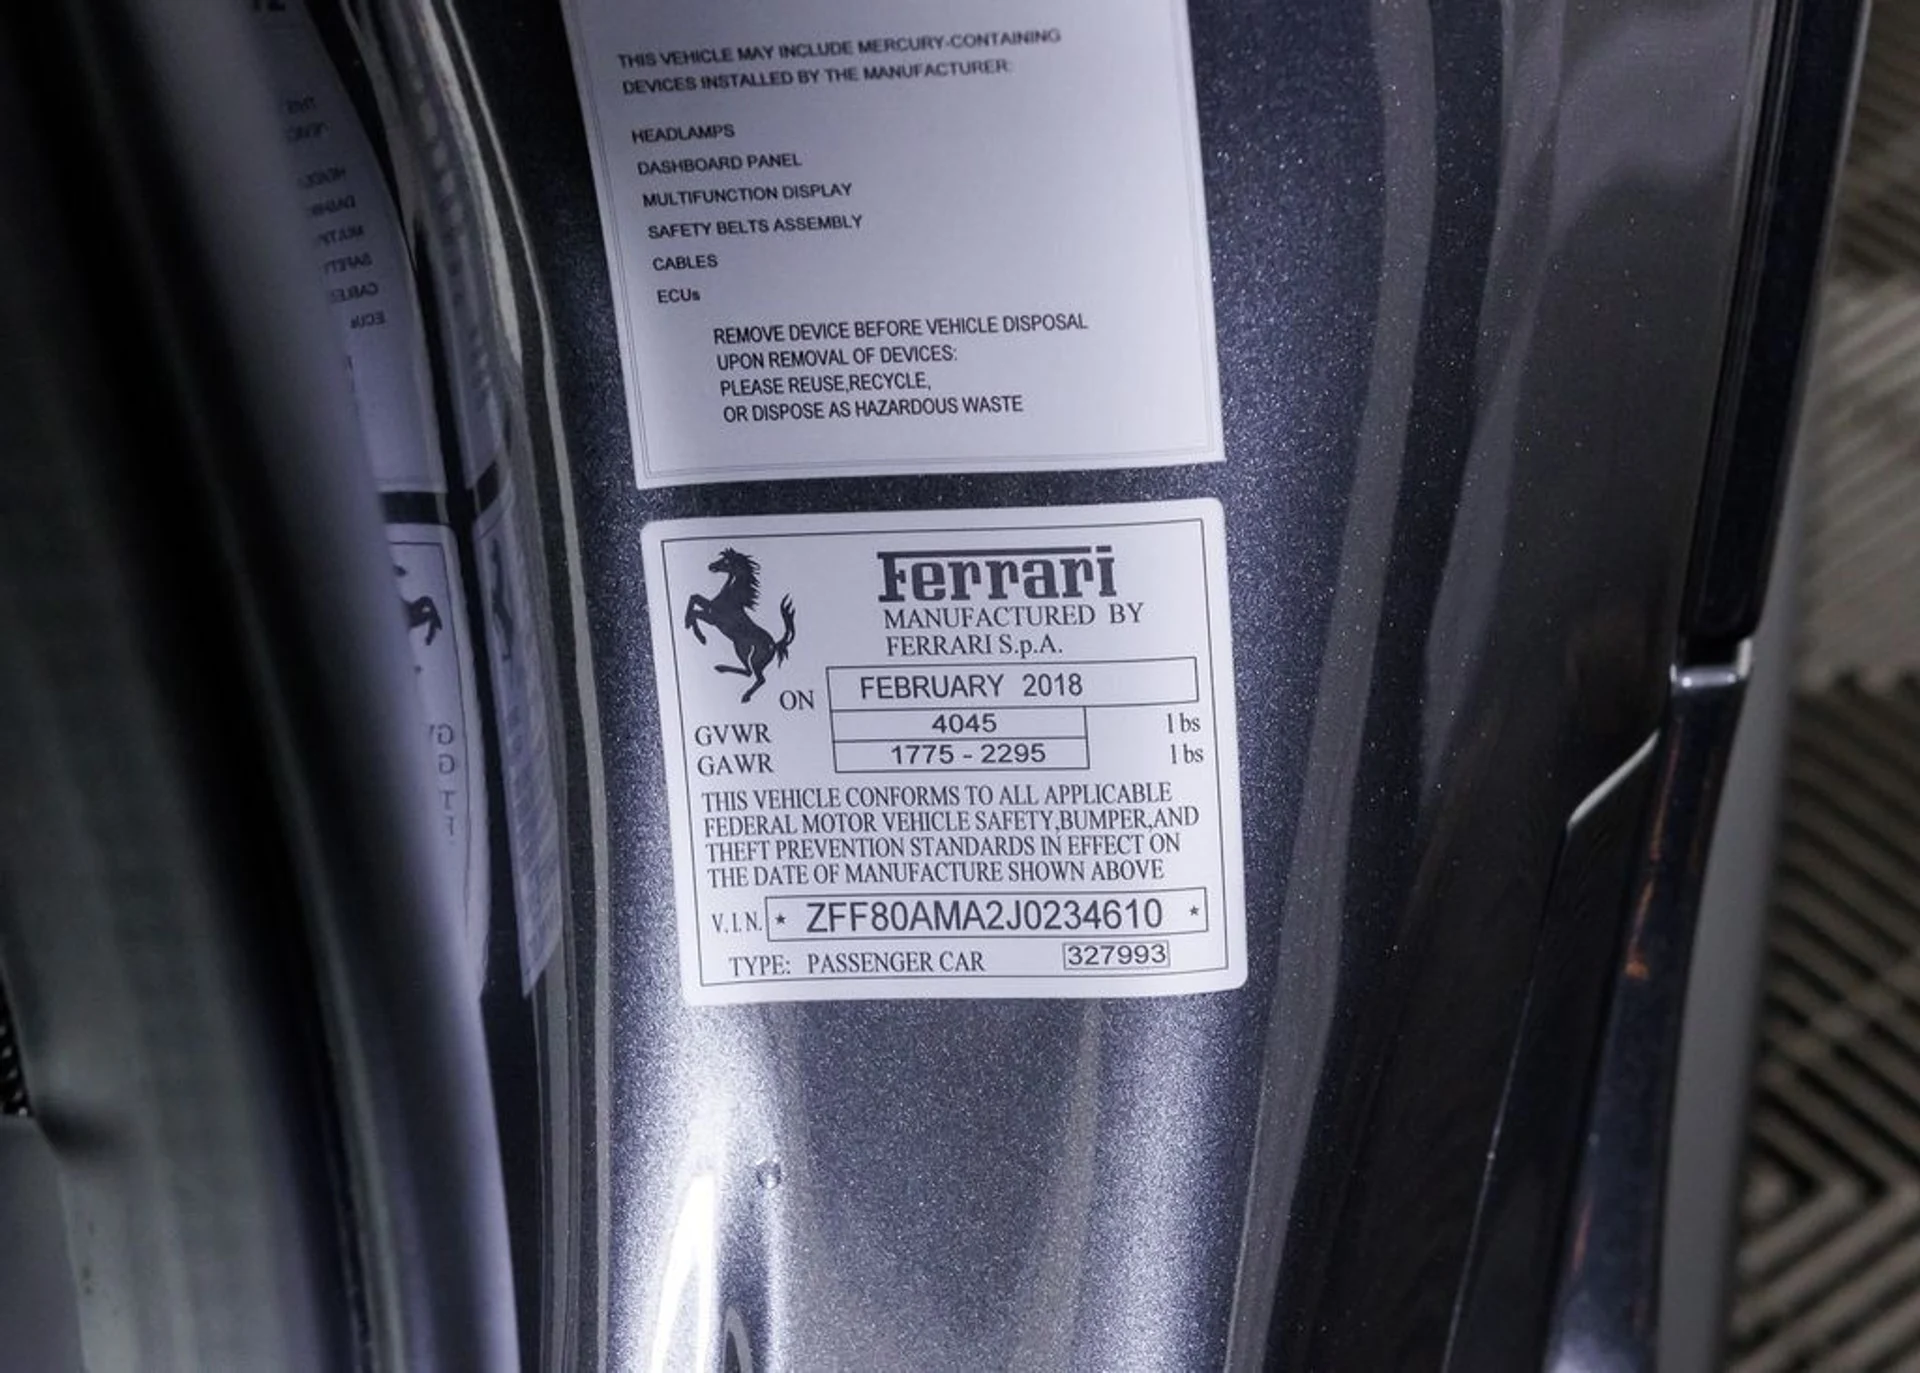 THIS VEHICLE MAY INCLUDE MERCURY-CONTAINING
DEVICES INSTALLED BY THE MANUFACTURER:
HEADLAMPS
DASHBOARD PANEL
MULTIFUNCTION DISPLAY
SAFETY BELTS ASSEMBLY
CABLES
ECUs
REMOVE DEVICE BEFORE VEHICLE DISPOSAL
UPON REMOVAL OF DEVICES:
PLEASE REUSE,RECYCLE,
OR DISPOSE AS HAZARDOUS WASTE
Ferrari
MANUFACTURED BY
FERRARI S.p.A.
ON FEBRUARY 2018
GVWR 4045 lbs
GAWR 1775 - 2295 lbs
THIS VEHICLE CONFORMS TO ALL APPLICABLE
FEDERAL MOTOR VEHICLE SAFETY,BUMPER,AND
THEFT PREVENTION STANDARDS IN EFFECT ON
THE DATE OF MANUFACTURE SHOWN ABOVE
V.I.N. * ZFF80AMA2J0234610 *
TYPE: PASSENGER CAR 327993